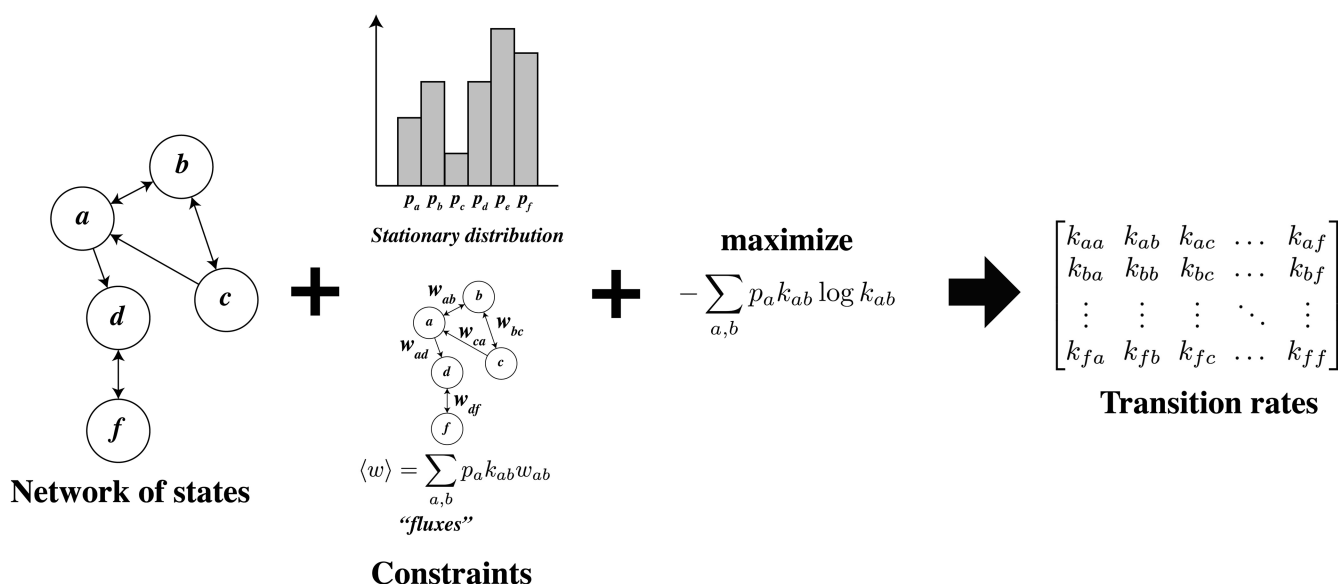 b
a
c
d
f
Network of states
p_a p_b p_c p_d p_e p_f
Stationary distribution
w_ab b
a w_ca w_bc
w_ad c
d
w_df
f
⟨w⟩ = ∑_{a,b} p_a k_ab w_ab
“fluxes”
Constraints
maximize
− ∑_{a,b} p_a k_ab log k_ab
k_aa k_ab k_ac … k_af
k_ba k_bb k_bc … k_bf
⋮ ⋮ ⋮ ⋱ ⋮
k_fa k_fb k_fc … k_ff
Transition rates